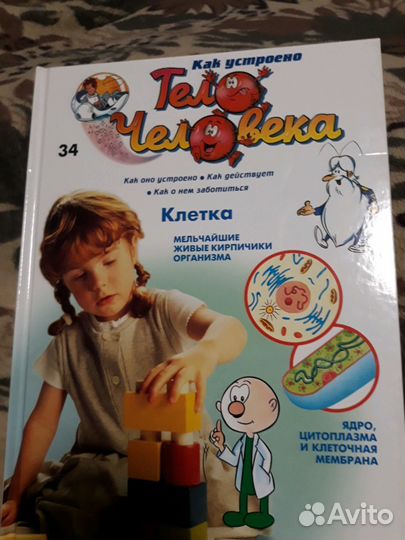 Как устроено
Тело
Человека
34
Как оно устроено • Как действует
• Как о нем заботиться
Клетка
МЕЛЬЧАЙШИЕ
ЖИВЫЕ КИРПИЧИКИ
ОРГАНИЗМА
ЯДРО,
ЦИТОПЛАЗМА
И КЛЕТОЧНАЯ
МЕМБРАНА
Avito